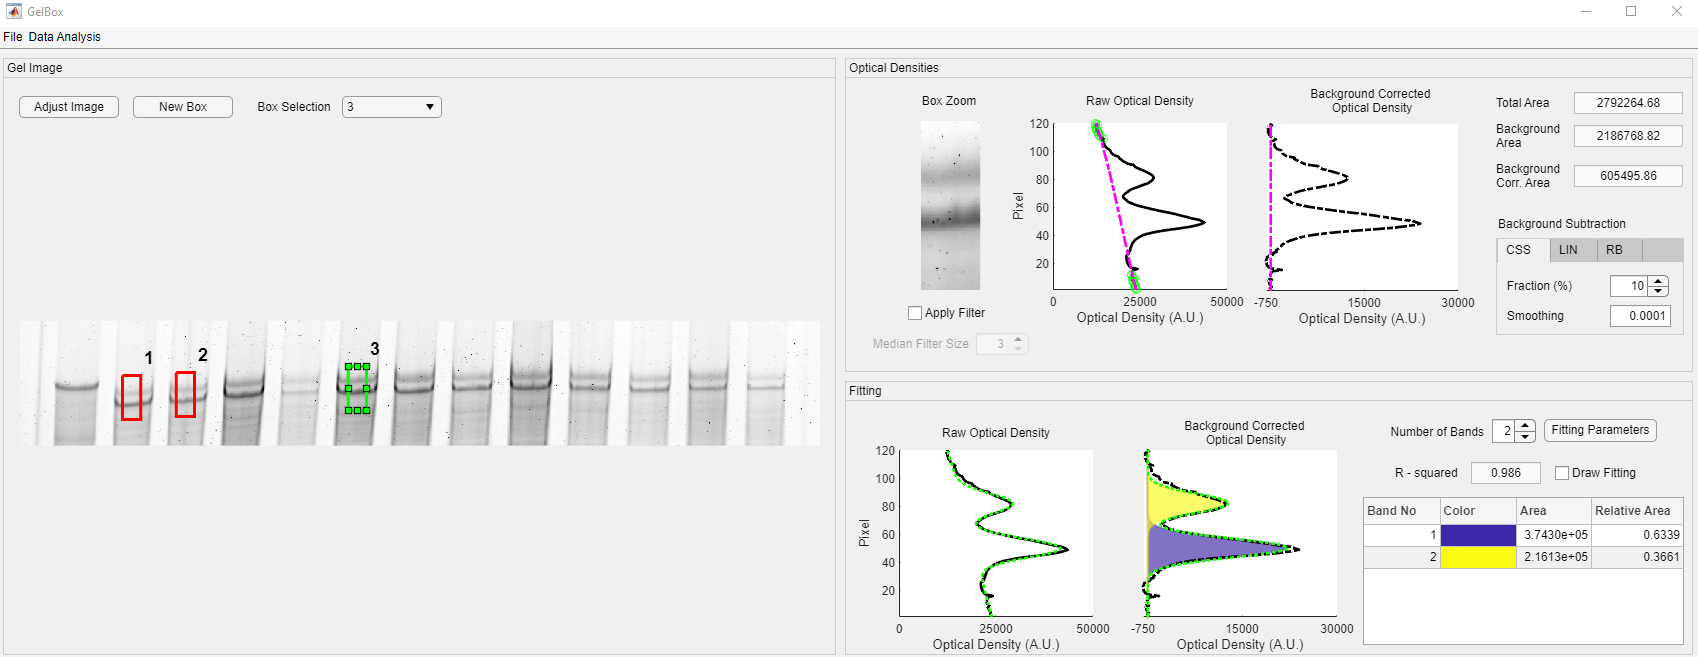 GelBox
File Data Analysis
Gel Image
Adjust Image
New Box
Box Selection
3
1
2
3
Optical Densities
Box Zoom
Apply Filter
Median Filter Size
3
Raw Optical Density
120
100
80
60
40
20
Pixel
0
25000
50000
Optical Density (A.U.)
Background Corrected
Optical Density
-750
15000
30000
Optical Density (A.U.)
Total Area
2792264.68
Background
Area
2186768.82
Background
Corr. Area
605495.86
Background Subtraction
CSS LIN RB
Fraction (%)
10
Smoothing
0.0001
Fitting
Raw Optical Density
120
100
80
60
40
20
Pixel
0
25000
50000
Optical Density (A.U.)
Background Corrected
Optical Density
-750
15000
30000
Optical Density (A.U.)
Number of Bands
2
Fitting Parameters
R - squared
0.986
Draw Fitting
Band No Color Area Relative Area
1 3.7430e+05 0.6339
2 2.1613e+05 0.3661